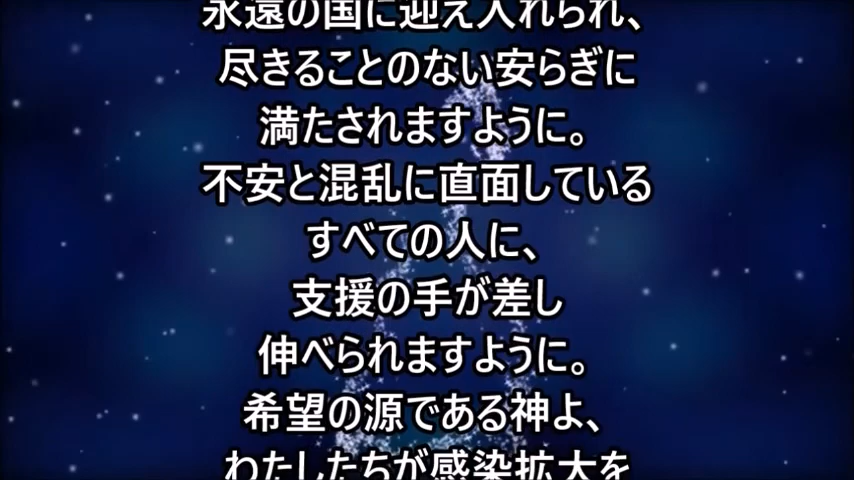 永遠の国に迎え入れられ、
尽きることのない安らぎに
満たされますように。
不安と混乱に直面している
すべての人に、
支援の手が差し
伸べられますように。
希望の源である神よ、
わたしたちが感染拡大を